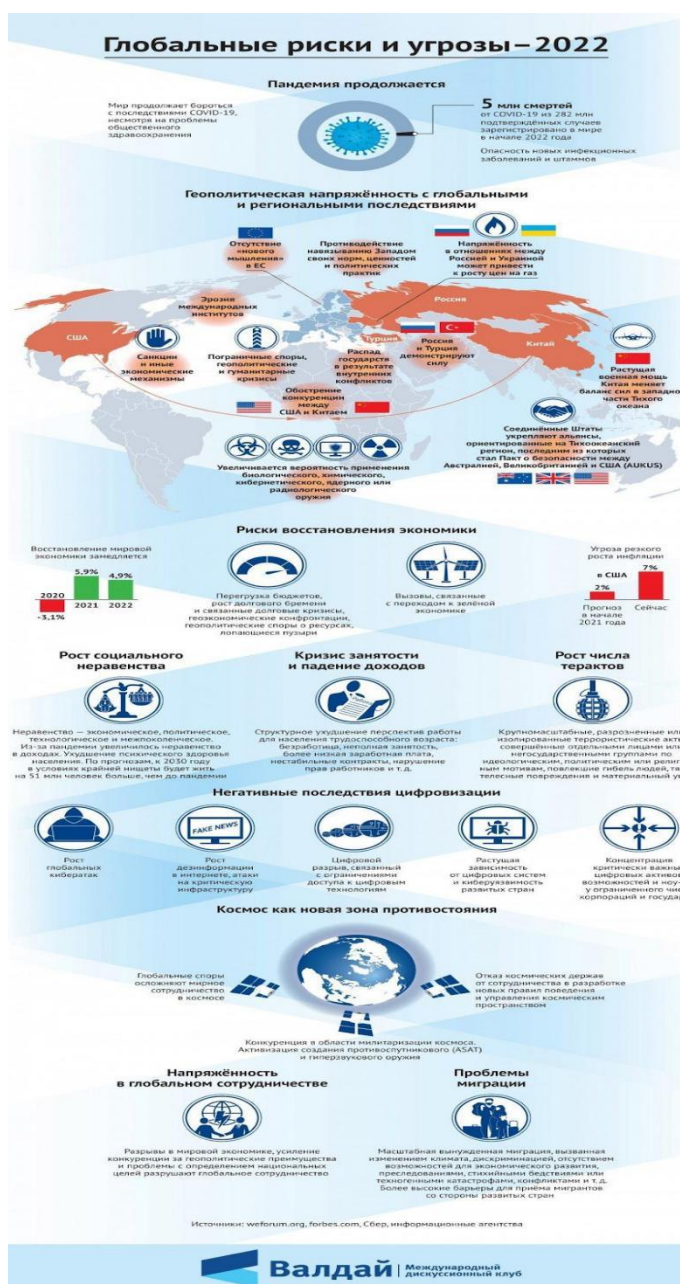 Глобальные риски и угрозы–2022
Пандемия продолжается
Мир продолжает бороться
с последствиями COVID-19,
несмотря на проблемы
общественного
здравоохранения
5 млн смертей
от COVID-19 из 282 млн
подтверждённых случаев
зарегистрировано в мире
в начале 2022 года
Опасность новых инфекционных
заболеваний и штаммов
Геополитическая напряжённость с глобальными
и региональными последствиями
Отсутствие
«нового
мышления»
в ЕС
Противодействие
навязыванию Западом
своих норм, ценностей
и политических
практик
Напряжённость
в отношениях между
Россией и Украиной
может привести
к росту цен на газ
Эрозия
международных
институтов
Россия
США
Турция
Китай
Санкции
и иные
экономические
механизмы
Пограничные споры,
геополитические
и гуманитарные
кризисы
Распад
государств
в результате
внутренних
конфликтов
Россия
и Турция
демонстрируют
силу
Растущая
военная мощь
Китая меняет
баланс сил в западной
части Тихого
океана
Обострение
конкуренции
между
США и Китаем
Соединённые Штаты
укрепляют альянсы,
ориентированные на Тихоокеанский
регион, последним из которых
стал Пакт о безопасности между
Австралией, Великобританией и США (AUKUS)
Увеличивается вероятность применения
биологического, химического,
кибернетического, ядерного или
радиологического
оружия
Риски восстановления экономики
Восстановление мировой
экономики замедляется
2020
-3,1%
5,9%
2021
4,9%
2022
Перегрузка бюджетов,
рост долгового бремени
и связанные долговые кризисы,
геоэкономические конфронтации,
геополитические споры о ресурсах,
лопающиеся пузыри
Вызовы, связанные
с переходом к зелёной
экономике
Угроза резкого
роста инфляции
в США
2%
7%
Прогноз
в начале
2021 года
Сейчас
Рост социального
неравенства
Неравенство — экономическое, политическое,
технологическое и межпоколенческое.
Из-за пандемии увеличилось неравенство
в доходах. Ухудшение психического здоровья
населения. По прогнозам, к 2030 году
в условиях крайней нищеты будет жить
на 51 млн человек больше, чем до пандемии
Кризис занятости
и падение доходов
Структурное ухудшение перспектив работы
для населения трудоспособного возраста:
безработица, неполная занятость,
более низкая заработная плата,
нестабильные контракты, нарушение
прав работников и т. д.
Рост числа
терактов
Крупномасштабные, разрозненные или
изолированные террористические акты
совершённые отдельными лицами или
негосударственными группами по
идеологическим, политическим или религ
ным мотивам, повлекшие гибель людей, тя
телесные повреждения и материальный у
Негативные последствия цифровизации
FAKE NEWS
Рост
глобальных
кибератак
Рост
дезинформации
в интернете, атаки
на критическую
инфраструктуру
Цифровой
разрыв, связанный
с ограничениями
доступа к цифровым
технологиям
Растущая
зависимость
от цифровых систем
и киберуязвимость
развитых стран
Концентрация
критически важны
цифровых активов
возможностей и ноу-
у ограниченного чис
корпораций и государ
Космос как новая зона противостояния
Глобальные споры
осложняют мирное
сотрудничество
в космосе
Отказ космических держав
от сотрудничества в разработке
новых правил поведения
и управления космическим
пространством
Конкуренция в области милитаризации космоса.
Активизация создания противоспутникового (ASAT)
и гиперзвукового оружия
Напряжённость
в глобальном сотрудничестве
Разрывы в мировой экономике, усиление
конкуренции за геополитические преимущества
и проблемы с определением национальных
целей разрушают глобальное сотрудничество
Проблемы
миграции
Масштабная вынужденная миграция, вызванная
изменением климата, дискриминацией, отсутствием
возможностей для экономического развития,
преследованиями, стихийными бедствиями или
техногенными катастрофами, конфликтами и т. д.
Более высокие барьеры для приёма мигрантов
со стороны развитых стран
Источники: weforum.org, forbes.com, Сбер, информационные агентства
Валдай
Международный
дискуссионный клуб